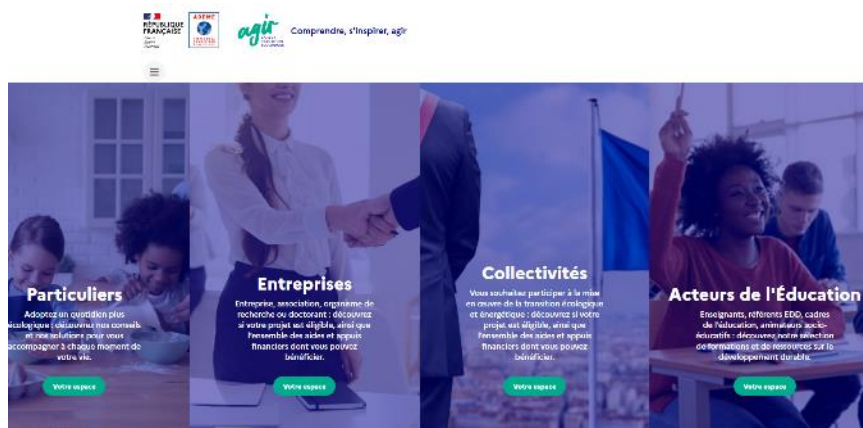 RÉPUBLIQUE
FRANÇAISE
ADEME
agir
Comprendre, s'inspirer, agir
Particuliers
Adoptez un quotidien plus
écologique : découvrez nos conseils
et nos solutions pour vous
accompagner à chaque moment de
votre vie.
Votre espace
Entreprises
Entreprise, association, organisme de
recherche ou doctorant : découvrez
si votre projet est éligible, ainsi que
l'ensemble des aides et appuis
financiers dont vous pouvez
bénéficier.
Votre espace
Collectivités
Vous souhaitez participer à la mise
en œuvre de la transition écologique
et énergétique : découvrez si votre
projet est éligible, ainsi que
l'ensemble des aides et appuis
financiers dont vous pouvez
bénéficier.
Votre espace
Acteurs de l'Éducation
Enseignants, référents EDD, cadres
de l'éducation, animateurs socio-
éducatifs : découvrez notre sélection
de formations et de ressources sur le
développement durable.
Votre espace